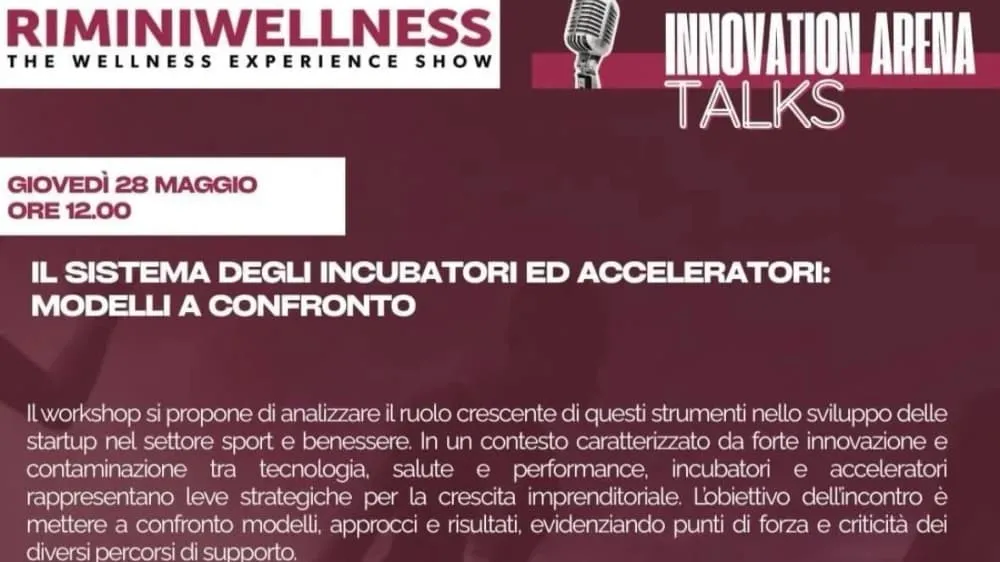 RIMINIWELLNESS
THE WELLNESS EXPERIENCE SHOW
INNOVATION ARENA
TALKS
GIOVEDÌ 28 MAGGIO
ORE 12.00
IL SISTEMA DEGLI INCUBATORI ED ACCELERATORI:
MODELLI A CONFRONTO
Il workshop si propone di analizzare il ruolo crescente di questi strumenti nello sviluppo delle
startup nel settore sport e benessere. In un contesto caratterizzato da forte innovazione e
contaminazione tra tecnologia, salute e performance, incubatori e acceleratori
rappresentano leve strategiche per la crescita imprenditoriale. L'obiettivo dell'incontro è
mettere a confronto modelli, approcci e risultati, evidenziando punti di forza e criticità dei
diversi percorsi di supporto.